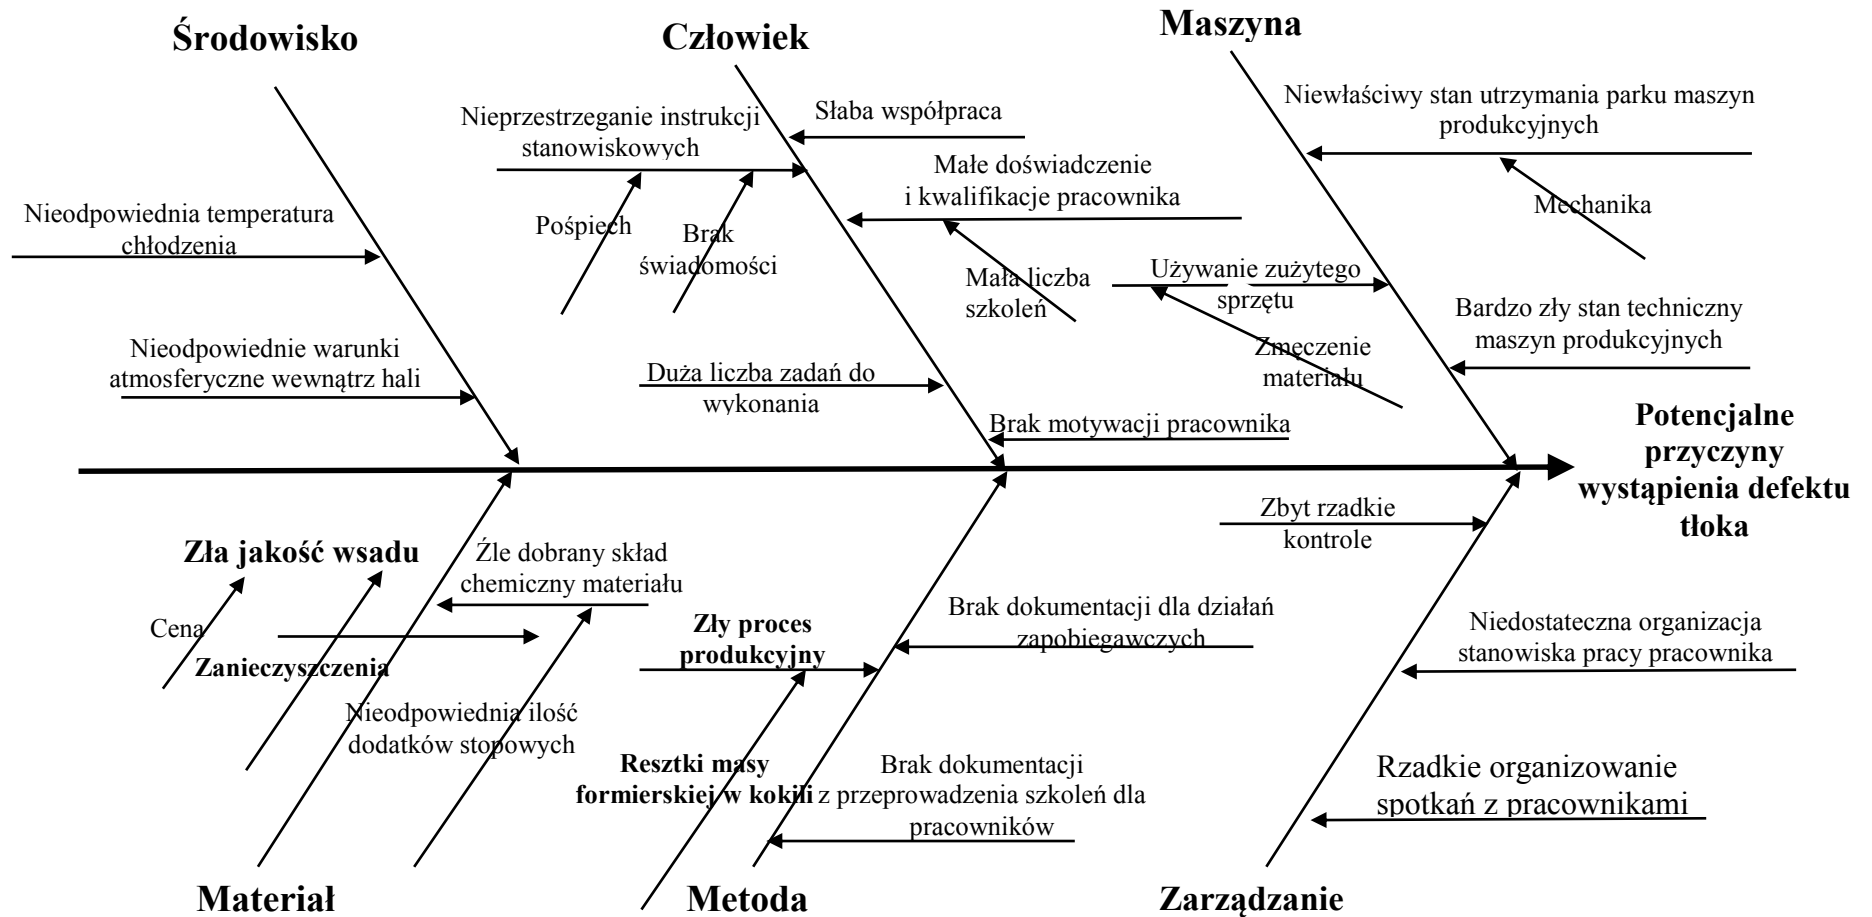 Środowisko
Człowiek
Maszyna
Nieprzestrzeganie instrukcji
stanowiskowych
Słaba współpraca
Niewłaściwy stan utrzymania parku maszyn
produkcyjnych
Małe doświadczenie
i kwalifikacje pracownika
Mechanika
Nieodpowiednia temperatura
chłodzenia
Pośpiech
Brak
świadomości
Mała liczba
szkoleń
Używanie zużytego
sprzętu
Bardzo zły stan techniczny
maszyn produkcyjnych
Nieodpowiednie warunki
atmosferyczne wewnątrz hali
Duża liczba zadań do
wykonania
Zmęczenie
materiału
Brak motywacji pracownika
Potencjalne
przyczyny
wystąpienia defektu
tłoka
Zbyt rzadkie
kontrole
Zła jakość wsadu
Źle dobrany skład
chemiczny materiału
Cena
Zanieczyszczenia
Zły proces
produkcyjny
Brak dokumentacji dla działań
zapobiegawczych
Niedostateczna organizacja
stanowiska pracy pracownika
Nieodpowiednia ilość
dodatków stopowych
Resztki masy
formierskiej w kokili
Brak dokumentacji
z przeprowadzenia szkoleń dla
pracowników
Rzadkie organizowanie
spotkań z pracownikami
Materiał
Metoda
Zarządzanie